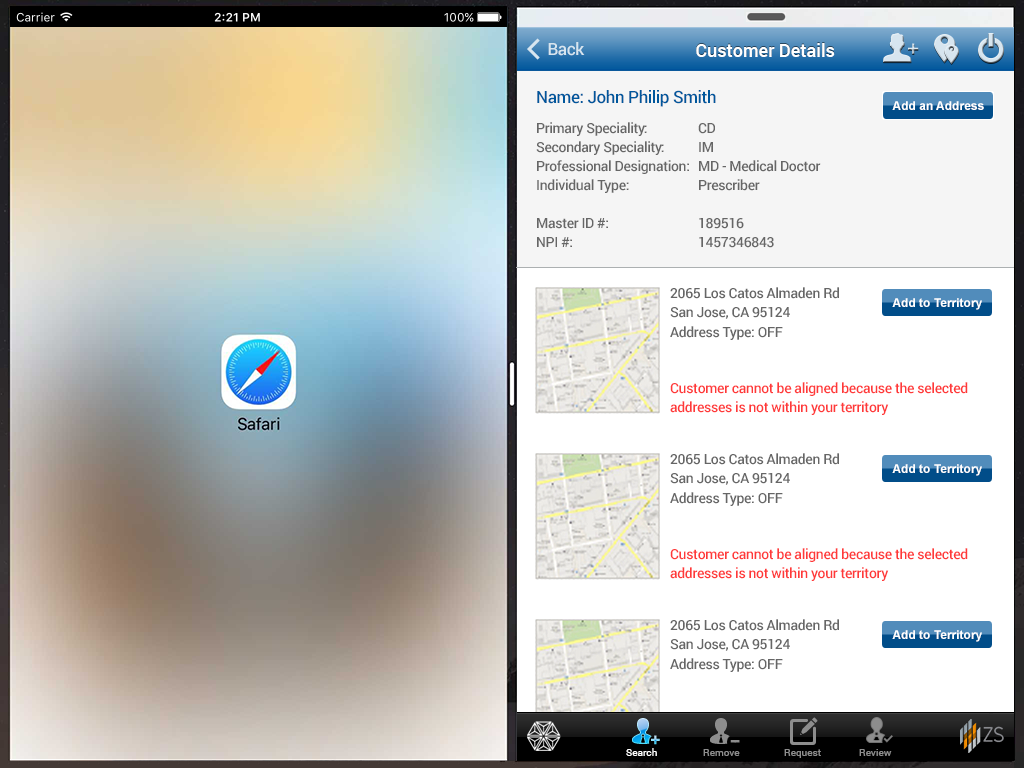 Carrier
2:21 PM
100%
Safari
Back
Customer Details
Name: John Philip Smith
Add an Address
Primary Speciality: CD
Secondary Speciality: IM
Professional Designation: MD - Medical Doctor
Individual Type: Prescriber
Master ID #: 189516
NPI #: 1457346843
2065 Los Catos Almaden Rd
San Jose, CA 95124
Address Type: OFF
Add to Territory
Customer cannot be aligned because the selected
addresses is not within your territory
2065 Los Catos Almaden Rd
San Jose, CA 95124
Address Type: OFF
Add to Territory
Customer cannot be aligned because the selected
addresses is not within your territory
2065 Los Catos Almaden Rd
San Jose, CA 95124
Address Type: OFF
Add to Territory
Search
Remove
Request
Review
ZS